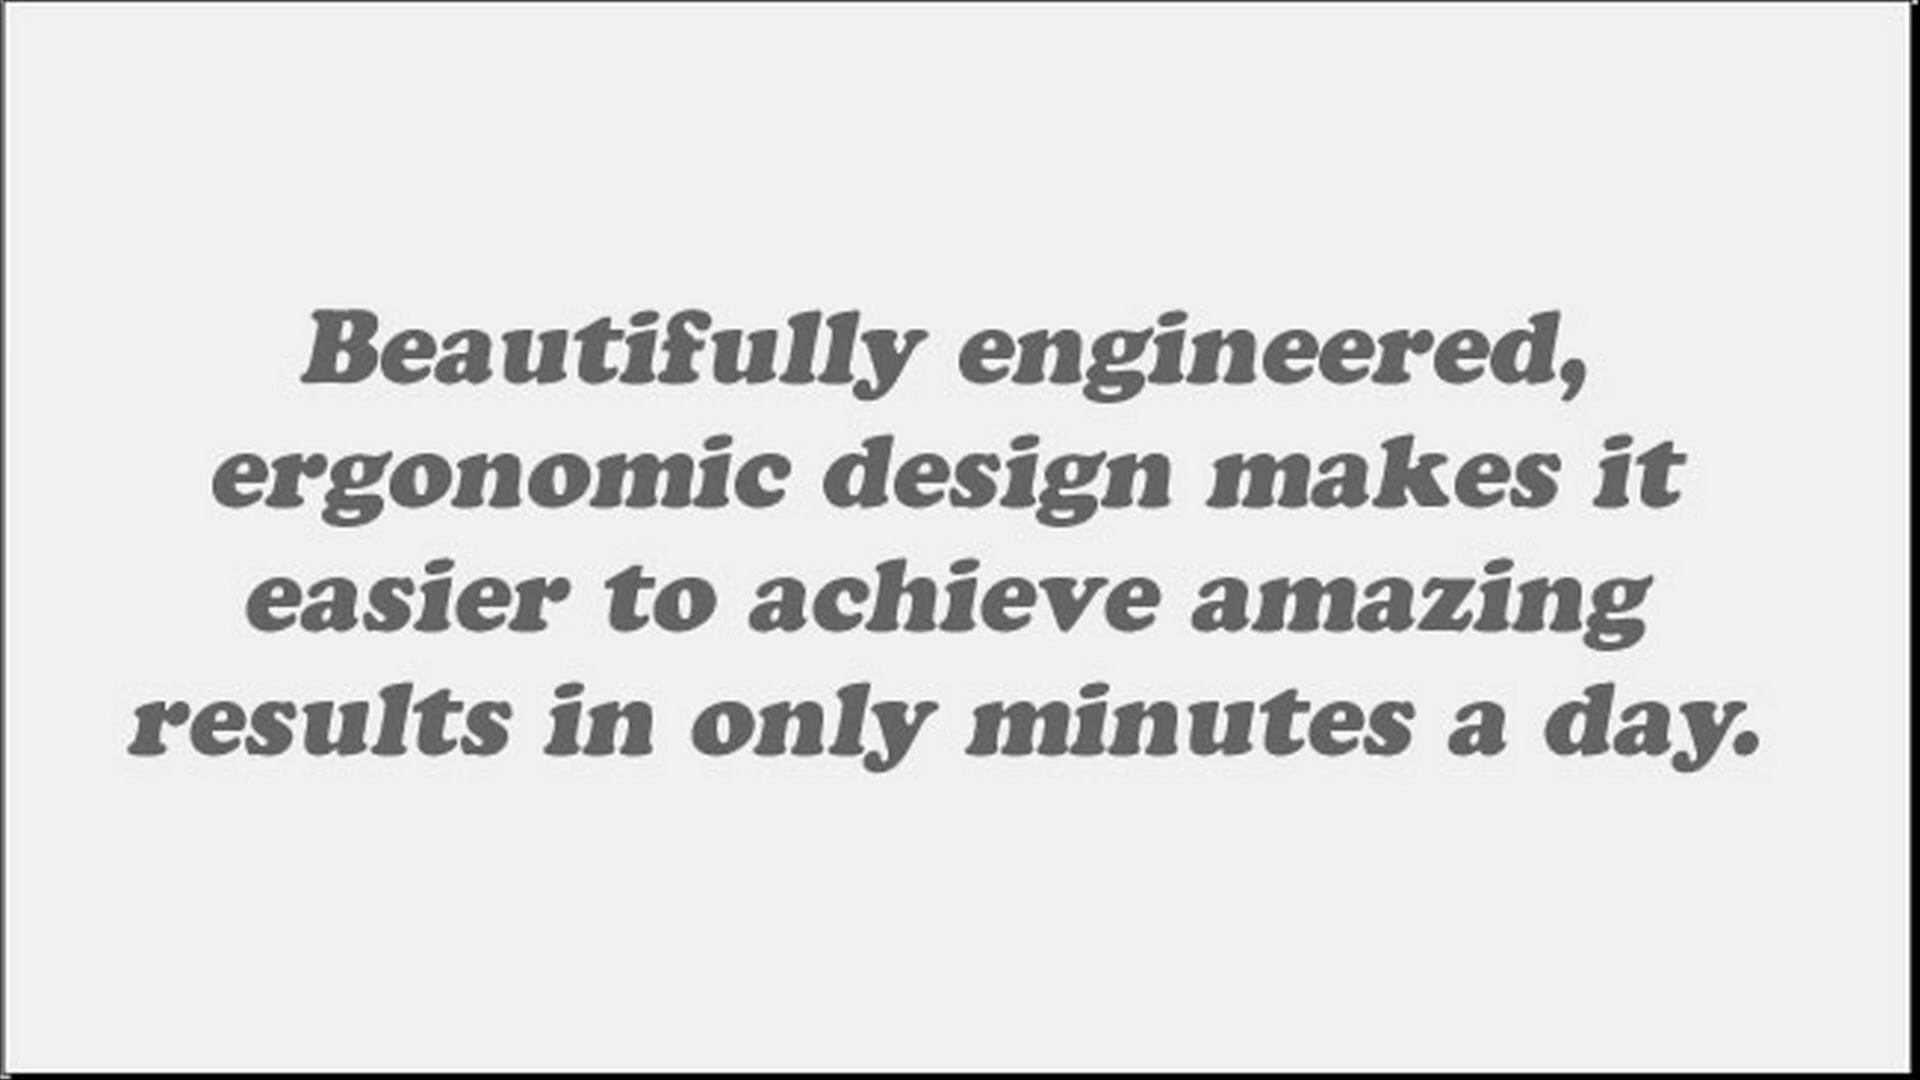 Beautifully engineered,
ergonomic design makes it
easier to achieve amazing
results in only minutes a day.